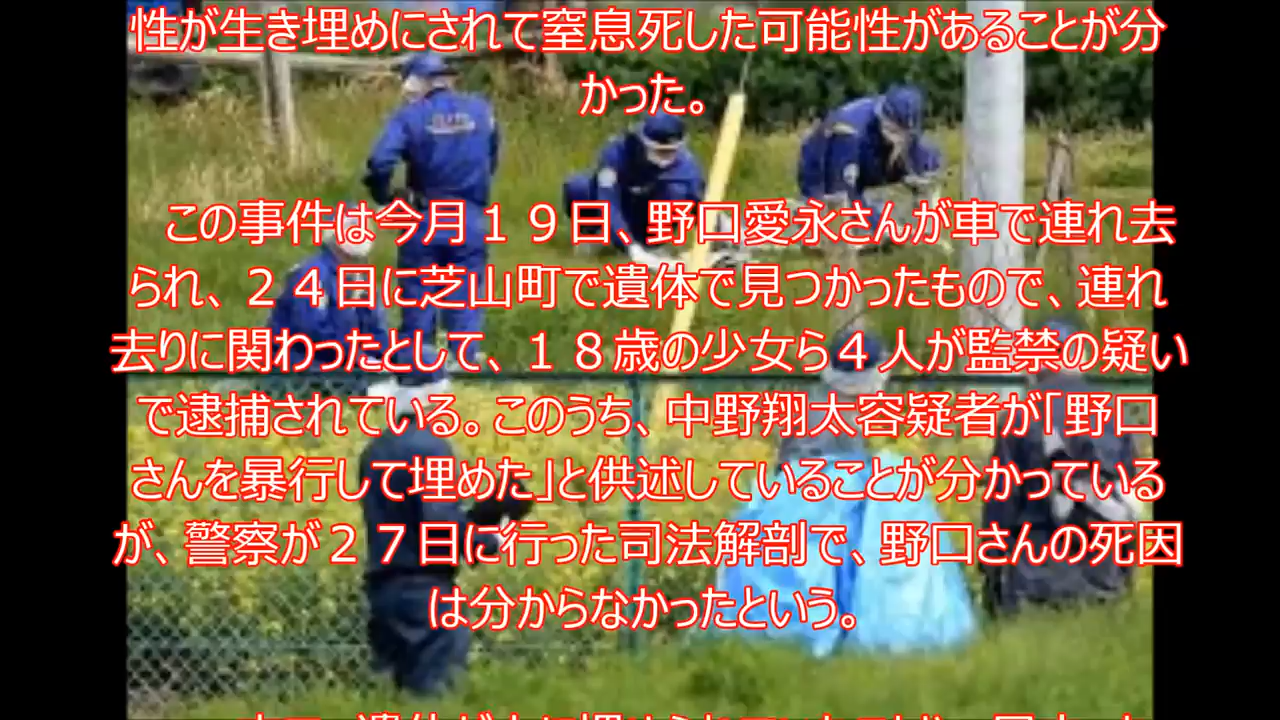 性が生き埋めにされて窒息死した可能性があることが分
かった。
この事件は今月１９日、野口愛永さんが車で連れ去
られ、２４日に芝山町で遺体で見つかったもので、連れ
去りに関わったとして、１８歳の少女ら４人が監禁の疑い
で逮捕されている。このうち、中野翔太容疑者が「野口
さんを暴行して埋めた」と供述していることが分かっている
が、警察が２７日に行った司法解剖で、野口さんの死因
は分からなかったという。